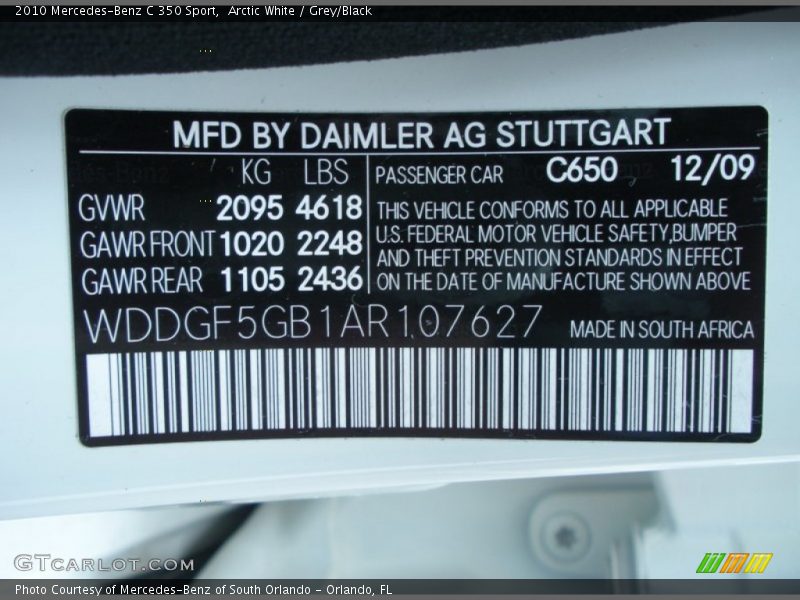 2010 Mercedes-Benz C 350 Sport, Arctic White / Grey/Black
MFD BY DAIMLER AG STUTTGART
KG LBS
GVWR 2095 4618
GAWR FRONT 1020 2248
GAWR REAR 1105 2436
PASSENGER CAR C650 12/09
THIS VEHICLE CONFORMS TO ALL APPLICABLE
U.S. FEDERAL MOTOR VEHICLE SAFETY, BUMPER
AND THEFT PREVENTION STANDARDS IN EFFECT
ON THE DATE OF MANUFACTURE SHOWN ABOVE
WDDGF5GB1AR107627 MADE IN SOUTH AFRICA
GTCARLOT.COM
Photo Courtesy of Mercedes-Benz of South Orlando - Orlando, FL